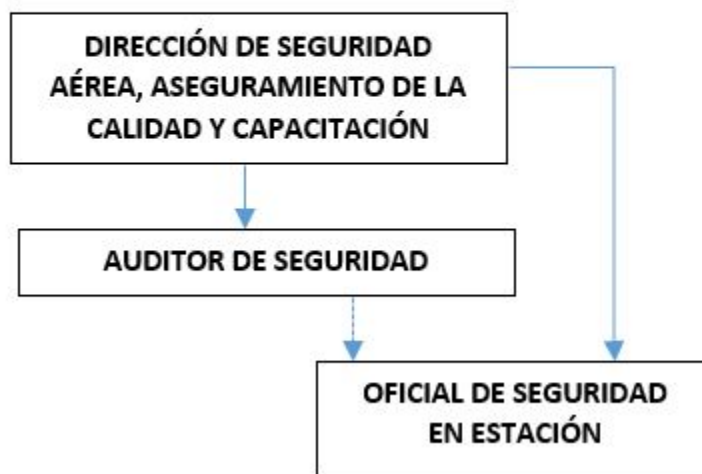 DIRECCIÓN DE SEGURIDAD
AÉREA, ASEGURAMIENTO DE LA
CALIDAD Y CAPACITACIÓN
AUDITOR DE SEGURIDAD
OFICIAL DE SEGURIDAD
EN ESTACIÓN